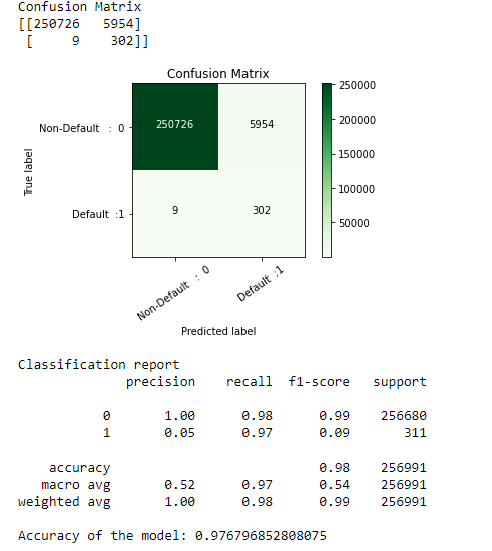 Confusion Matrix
[[250726   5954]
 [     9    302]]
Confusion Matrix
250000
200000
150000
100000
50000
True label
Non-Default : 0
250726
5954
Default :1
9
302
Non-Default : 0
Default :1
Predicted label
Classification report
precision    recall  f1-score   support
0       1.00      0.98      0.99    256680
1       0.05      0.97      0.09       311
accuracy                           0.98    256991
macro avg       0.52      0.97      0.54    256991
weighted avg       1.00      0.98      0.99    256991
Accuracy of the model: 0.976796852808075